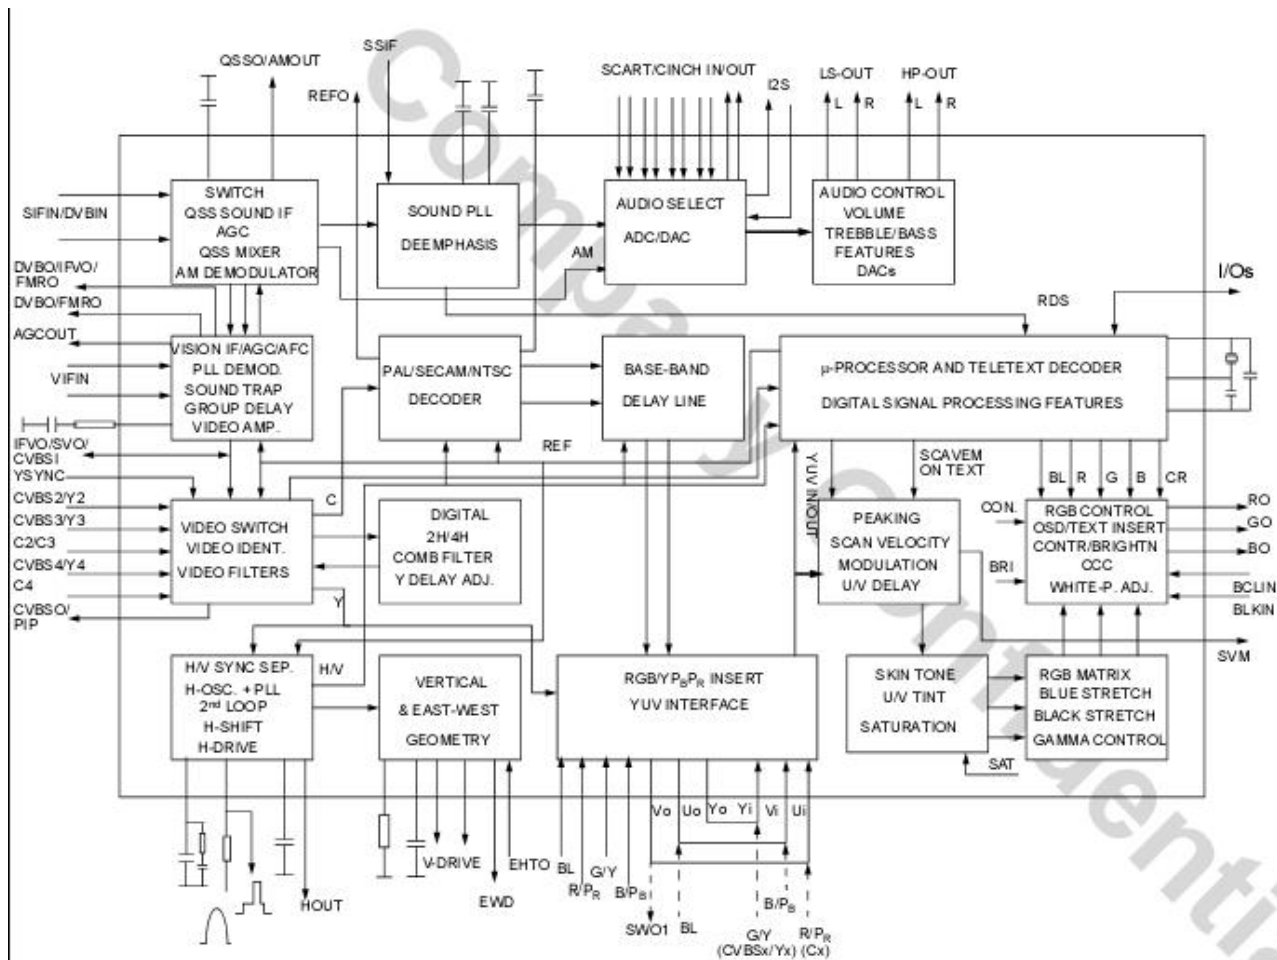 SSIF
QSSO/AMOUT
REFO
SCART/CINCH IN/OUT
I2S
LS-OUT
HP-OUT
L
R
L
R
SIFIN/DVBIN
SWITCH
QSS SOUND IF
AGC
QSS MIXER
AM DEMODULATOR
SOUND PLL
DEEMPHASIS
AM
AUDIO SELECT
ADC/DAC
AUDIO CONTROL
VOLUME
TREBBLE/BASS
FEATURES
DACs
I/Os
RDS
DVBO/IFVO/
FMRO
DVBO/FMRO
AGCOUT
VIFIN
IFVO/SVO/
CVBSI
VISION IF/AGC/AFC
PLL DEMOD.
SOUND TRAP
GROUP DELAY
VIDEO AMP.
PAL/SECAM/NTSC
DECODER
BASE-BAND
DELAY LINE
μ-PROCESSOR AND TELETEXT DECODER
DIGITAL SIGNAL PROCESSING FEATURES
REF
C
YUV IN/OUT
SCAVEM
ON TEXT
BL
R
G
B
CR
YSYNC
CVBS2/Y2
CVBS3/Y3
C2/C3
CVBS4/Y4
C4
CVBSO/
PIP
VIDEO SWITCH
VIDEO IDENT.
VIDEO FILTERS
DIGITAL
2H/4H
COMB FILTER
Y DELAY ADJ.
Y
PEAKING
SCAN VELOCITY
MODULATION
U/V DELAY
CON.
BRI
RGB CONTROL
OSD/TEXT INSERT
CONTR/BRIGHTN
CCC
WHITE-P. ADJ.
RO
GO
BO
BCLIN
BLKIN
SVM
H/V SYNC SEP.
H-OSC. + PLL
2nd LOOP
H-SHIFT
H-DRIVE
H/V
VERTICAL
& EAST-WEST
GEOMETRY
RGB/YPBPR INSERT
YUV INTERFACE
SKIN TONE
U/V TINT
SATURATION
SAT
RGB MATRIX
BLUE STRETCH
BLACK STRETCH
GAMMA CONTROL
HOUT
V-DRIVE
EWD
EHTO
BL
R/PR
G/Y
B/PB
Vo
Uo
Yo
Yi
Vi
Ui
SWO1
BL
G/Y
(CVBSx/Yx)
B/PB
R/PR
(Cx)
Company Confidential